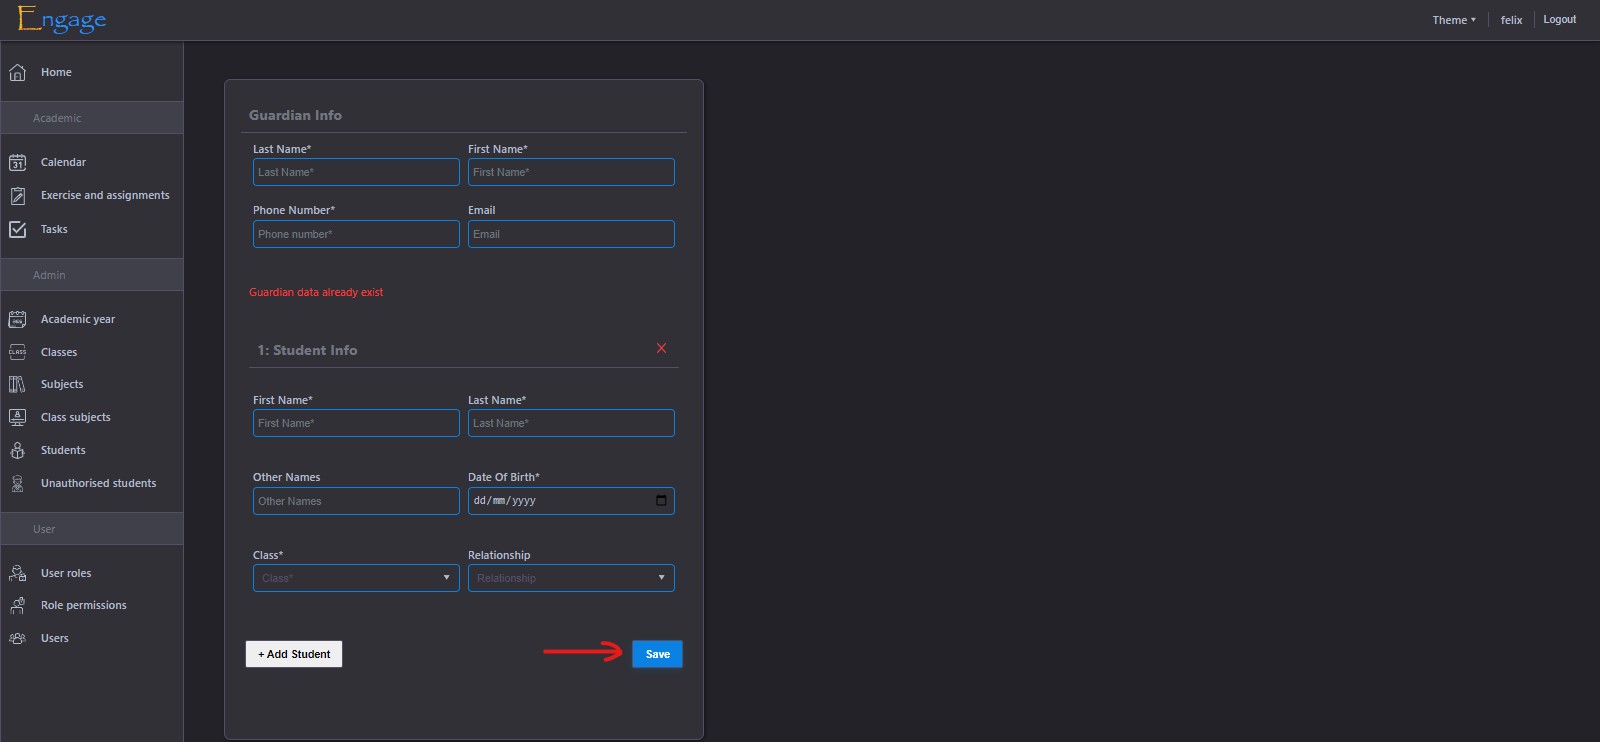 Engage
Theme
felix
Logout
Home
Academic
31
Calendar
Exercise and assignments
Tasks
Admin
Academic year
CLASS
Classes
Subjects
A
Class subjects
Students
Unauthorised students
User
User roles
Role permissions
Users
Guardian Info
Last Name* First Name*
Last Name* First Name*
Phone Number* Email
Phone number* Email
Guardian data already exist
1: Student Info X
First Name* Last Name*
First Name* Last Name*
Other Names Date Of Birth*
Other Names dd/mm/yyyy
Class* Relationship
Class* Relationship
+ Add Student Save